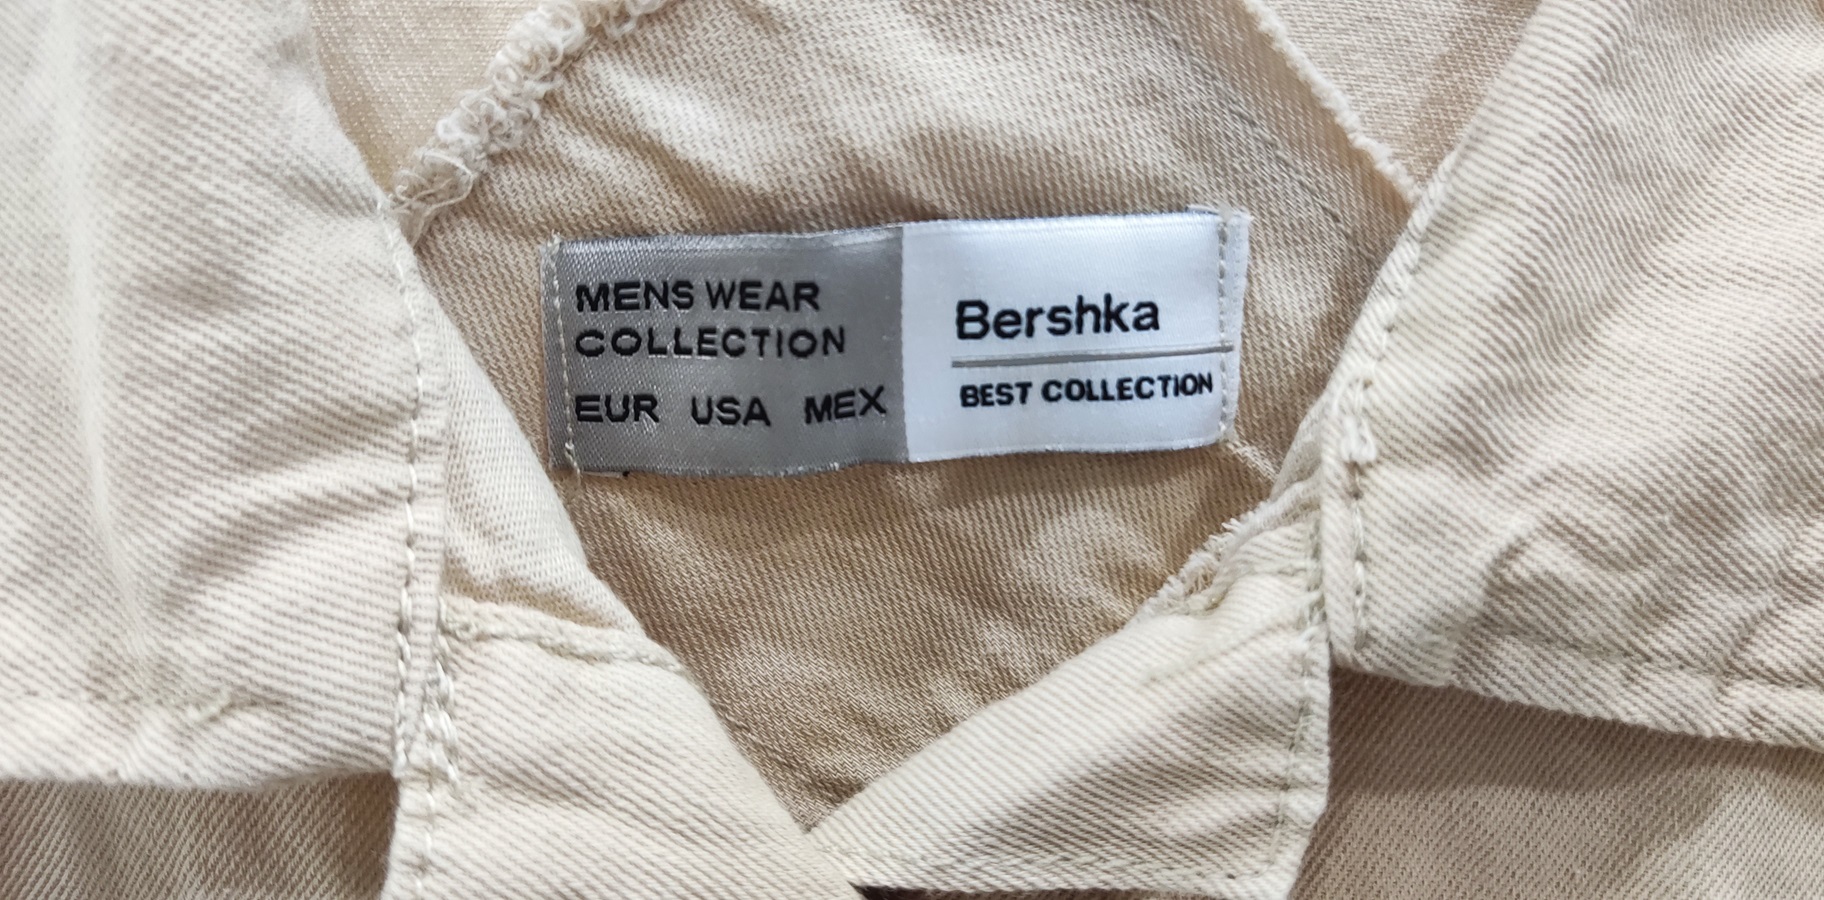 MENS WEAR
COLLECTION
EUR USA MEX
Bershka
BEST COLLECTION